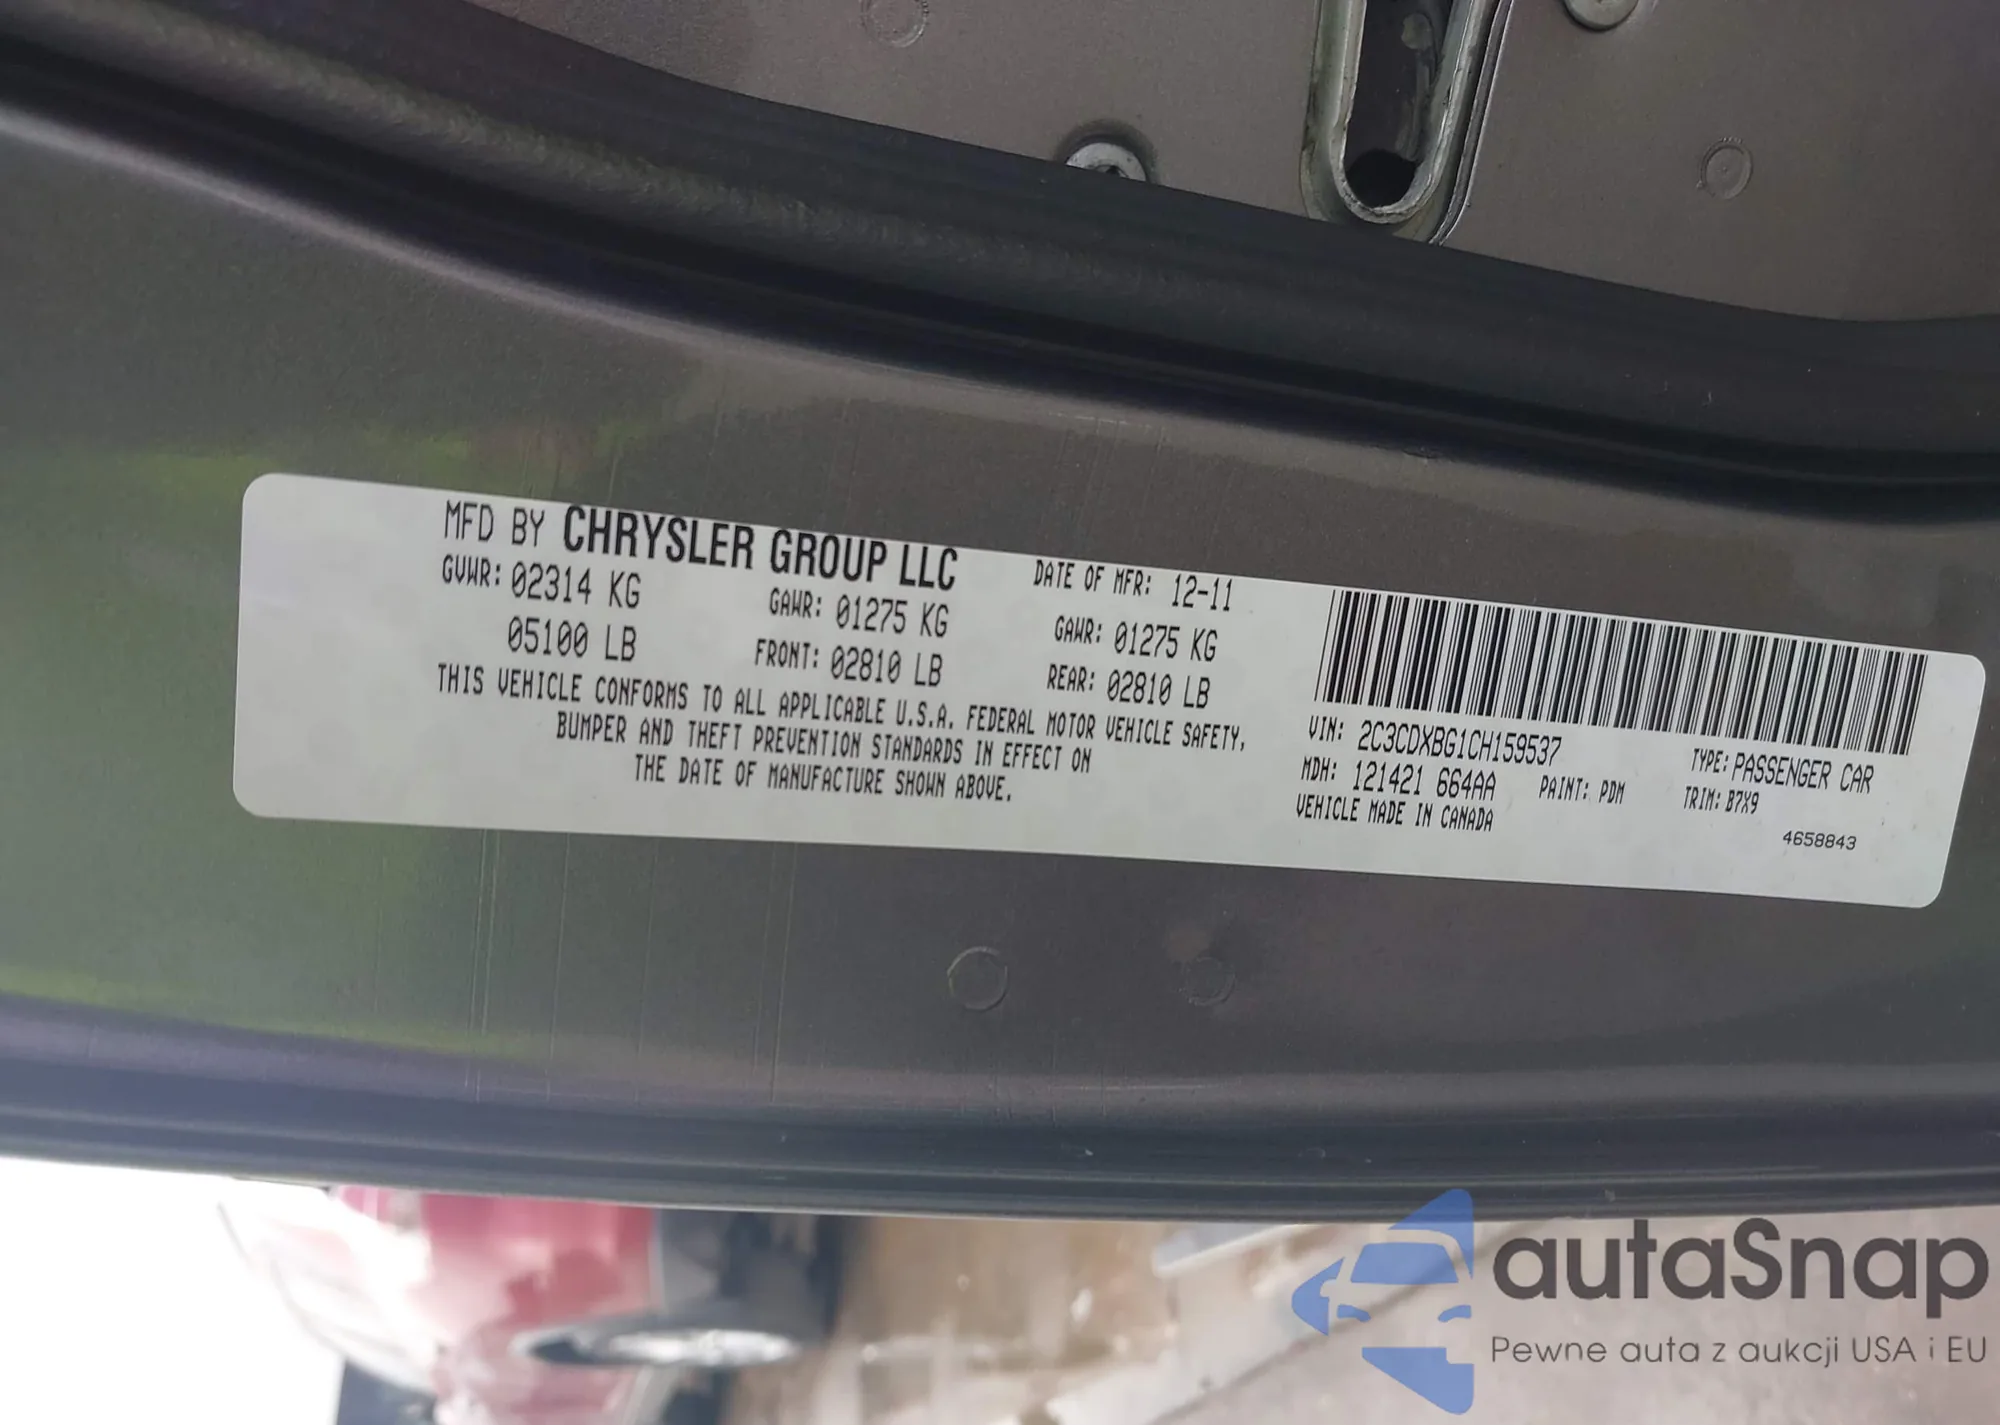 MFD BY CHRYSLER GROUP LLC
DATE OF MFR: 12-11
GVWR: 02314 KG
05100 LB
GAWR: 01275 KG
FRONT: 02810 LB
GAWR: 01275 KG
REAR: 02810 LB
THIS VEHICLE CONFORMS TO ALL APPLICABLE U.S.A. FEDERAL MOTOR VEHICLE SAFETY,
BUMPER AND THEFT PREVENTION STANDARDS IN EFFECT ON
THE DATE OF MANUFACTURE SHOWN ABOVE.
VIN: 2C3CDXBG1CH159537
TYPE: PASSENGER CAR
MDH: 121421 664AA
PAINT: PDM
TRIM: B7X9
VEHICLE MADE IN CANADA
4658843
autaSnap
Pewne auta z aukcji USA i EU